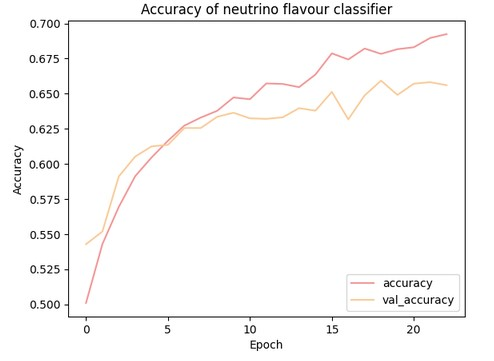 Accuracy of neutrino flavour classifier
0.700
0.675
0.650
0.625
0.600
0.575
0.550
0.525
0.500
Accuracy
accuracy
val_accuracy
0 5 10 15 20
Epoch